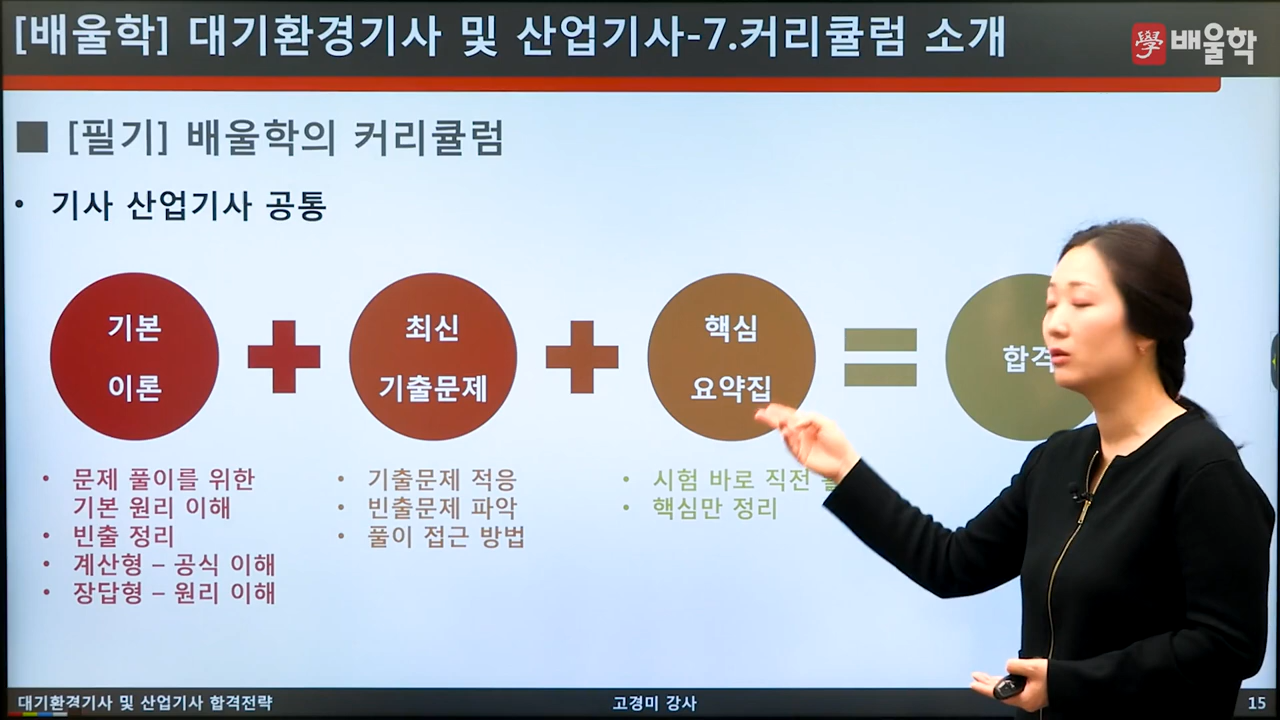 [배울학] 대기환경기사 및 산업기사-7.커리큘럼 소개
學 배울학
■ [필기] 배울학의 커리큘럼
• 기사 산업기사 공통
기본
이론
최신
기출문제
핵심
요약집
합격
• 문제 풀이를 위한
기본 원리 이해
• 빈출 정리
• 계산형 – 공식 이해
• 장답형 – 원리 이해
• 기출문제 적응
• 빈출문제 파악
• 풀이 접근 방법
• 시험 바로 직전
• 핵심만 정리
대기환경기사 및 산업기사 합격전략
고경미 강사
15